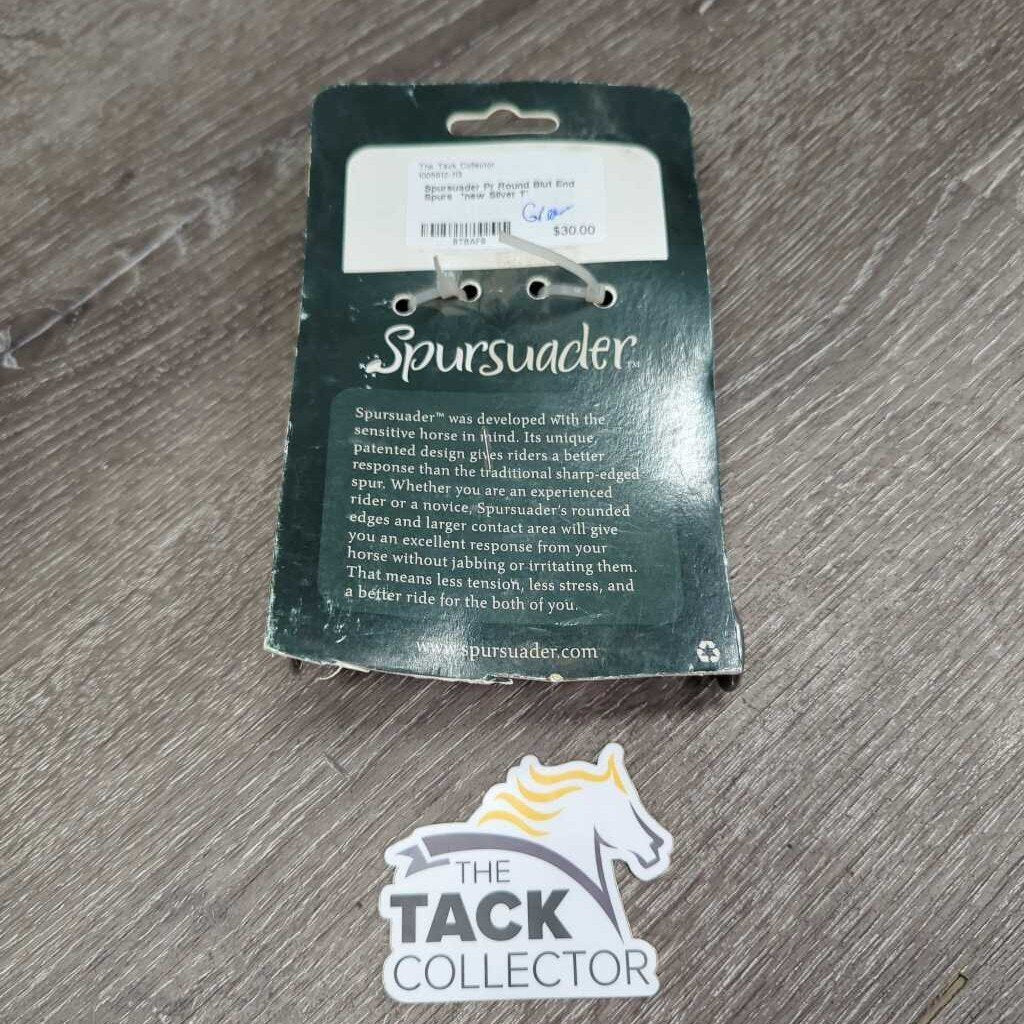 The Tack Collector
Spursuader Pr Round Blut End
Spurs *new Silver 1"
$30.00
Spursuader™
Spursuader™ was developed with the
sensitive horse in mind. Its unique,
patented design gives riders a better
response than the traditional sharp-edged
spur. Whether you are an experienced
rider or a novice, Spursuader's rounded
edges and larger contact area will give
you an excellent response from your
horse without jabbing or irritating them.
That means less tension, less stress, and
a better ride for the both of you.
www.spursuader.com
THE
TACK
COLLECTOR